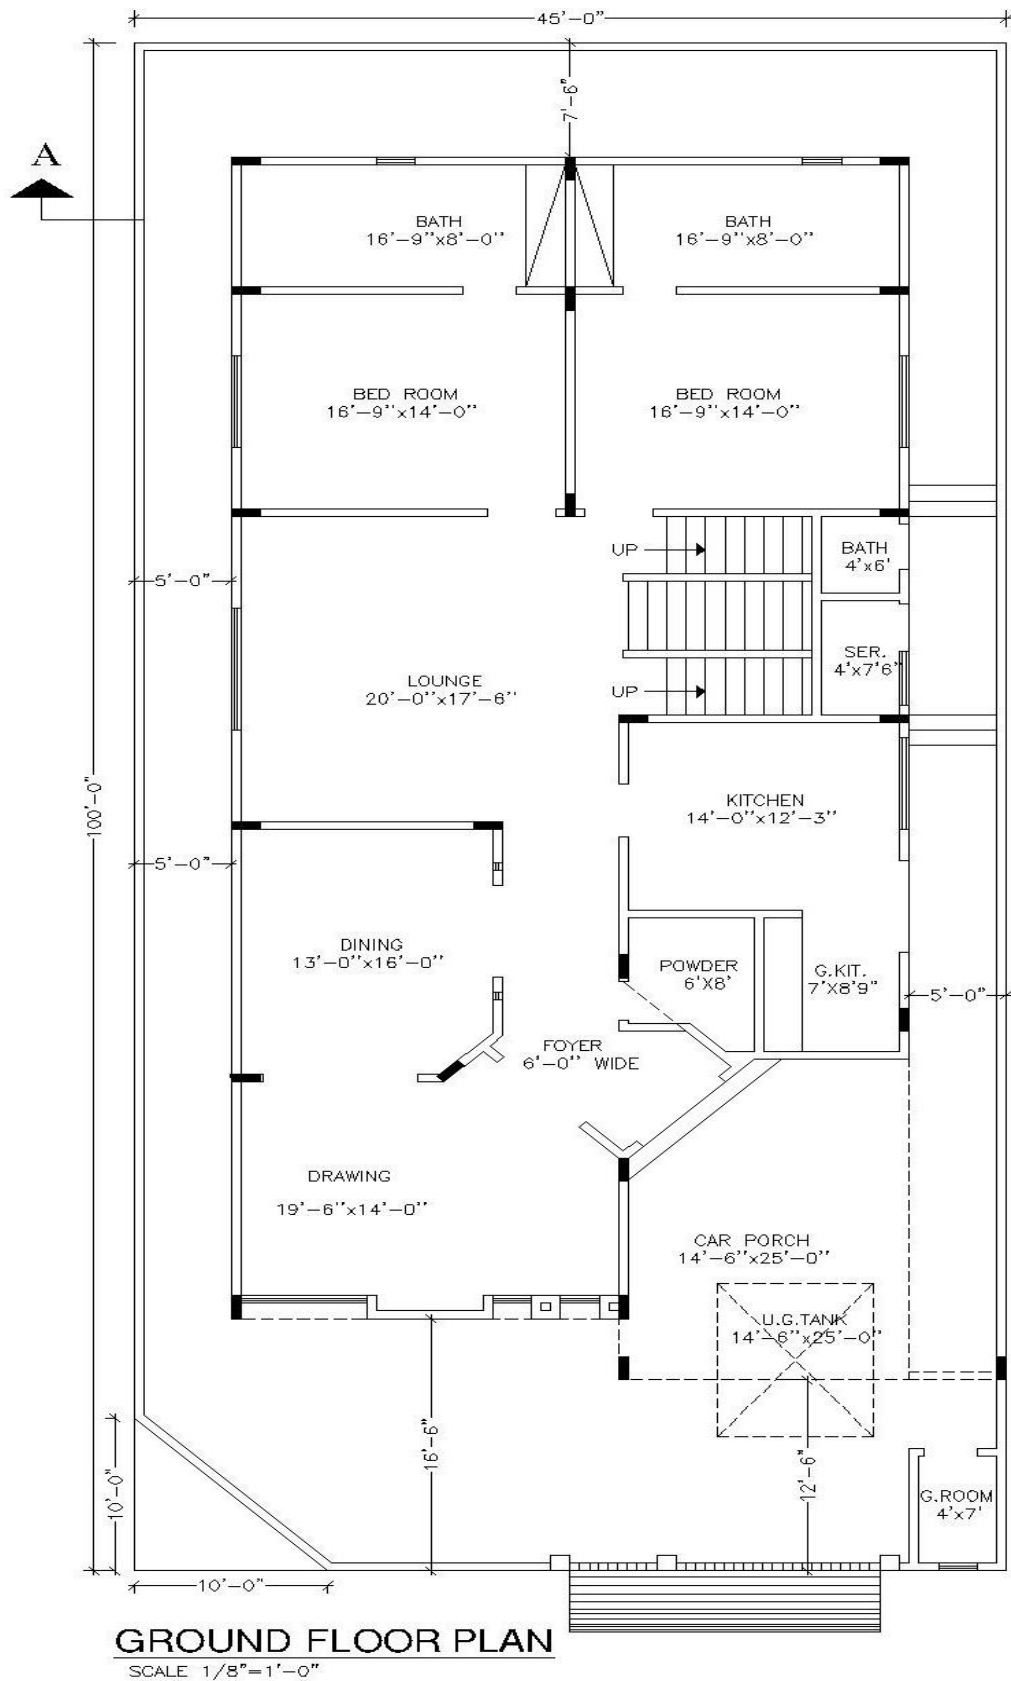 45'-0"
7'-6"
A
BATH
16'-9"x8'-0"
BATH
16'-9"x8'-0"
BED ROOM
16'-9"x14'-0"
BED ROOM
16'-9"x14'-0"
UP
BATH
4'x6'
5'-0"
SER.
4'x7'6"
LOUNGE
20'-0"x17'-6"
UP
100'-0"
KITCHEN
14'-0"x12'-3"
5'-0"
DINING
13'-0"x16'-0"
POWDER
6'X8'
G.KIT.
7'X8'9"
5'-0"
FOYER
6'-0" WIDE
DRAWING
19'-6"x14'-0"
CAR PORCH
14'-6"x25'-0"
U.G.TANK
14'-6"x25'-0"
16'-6"
12'-6"
10'-0"
G.ROOM
4'x7'
10'-0"
GROUND FLOOR PLAN
SCALE 1/8"=1'-0"